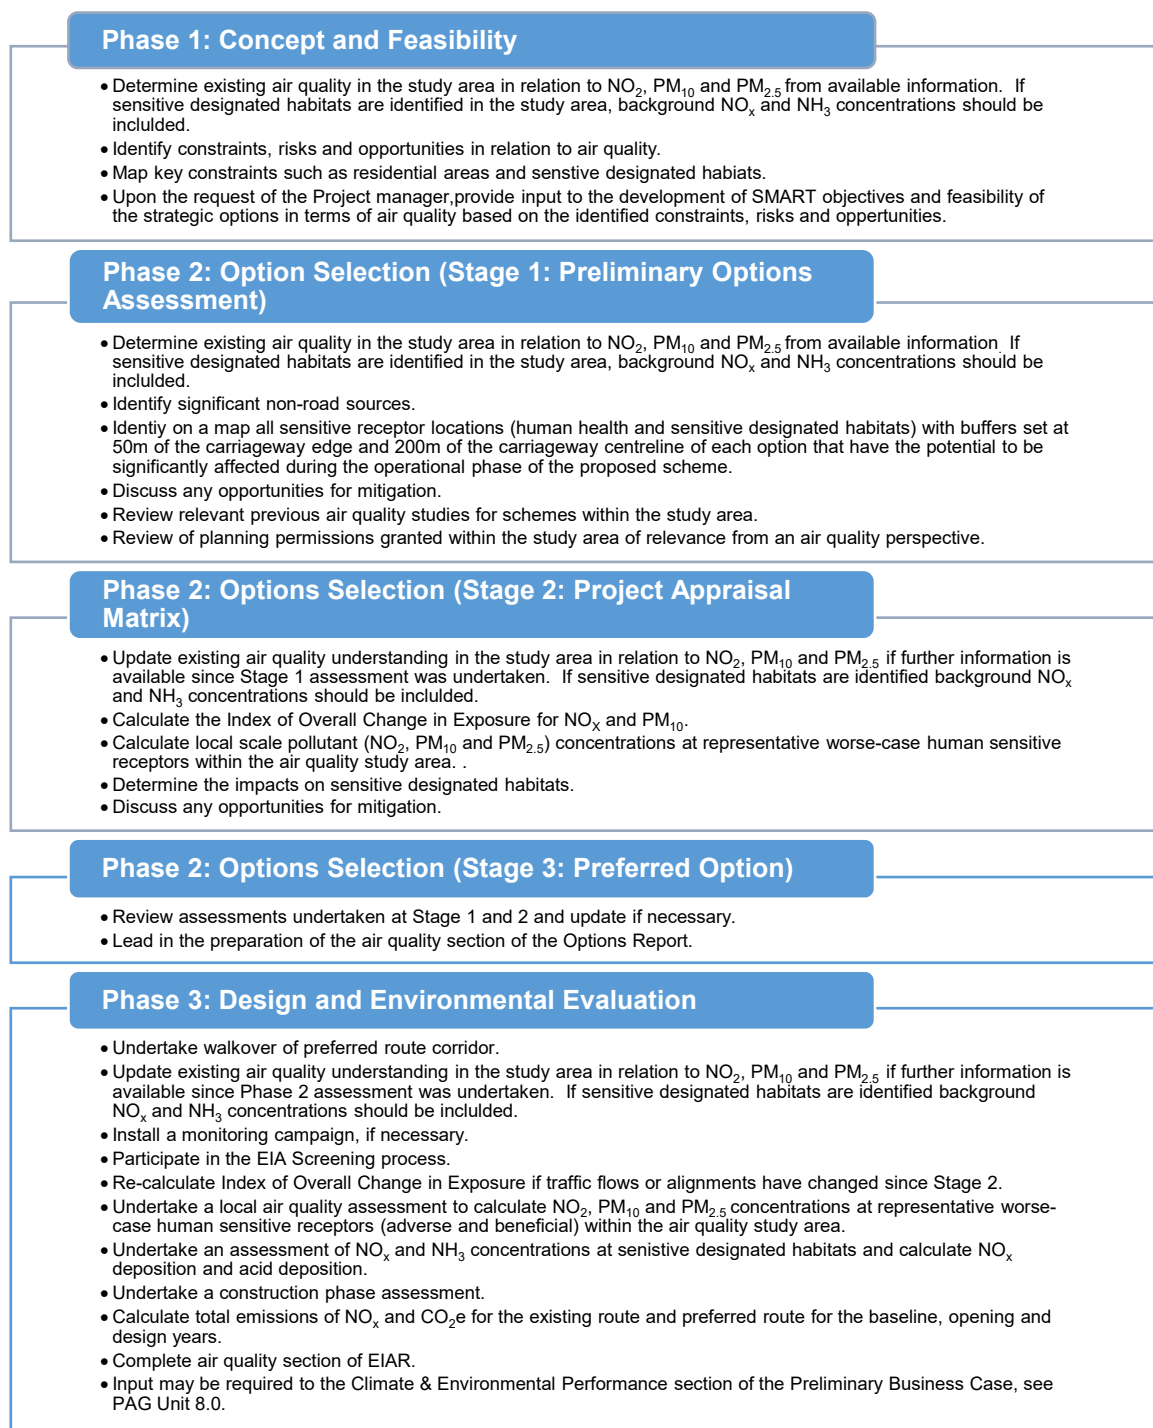 Phase 1: Concept and Feasibility
• Determine existing air quality in the study area in relation to NO₂, PM₁₀ and PM₂.₅ from available information. If
sensitive designated habitats are identified in the study area, background NOₓ and NH₃ concentrations should be
inclulded.
• Identify constraints, risks and opportunities in relation to air quality.
• Map key constraints such as residential areas and senstive designated habiats.
• Upon the request of the Project manager,provide input to the development of SMART objectives and feasibility of
the strategic options in terms of air quality based on the identified constraints, risks and oppertunities.
Phase 2: Option Selection (Stage 1: Preliminary Options
Assessment)
• Determine existing air quality in the study area in relation to NO₂, PM₁₀ and PM₂.₅ from available information. If
sensitive designated habitats are identified in the study area, background NOₓ and NH₃ concentrations should be
inclulded.
• Identify significant non-road sources.
• Identiy on a map all sensitive receptor locations (human health and sensitive designated habitats) with buffers set at
50m of the carriageway edge and 200m of the carriageway centreline of each option that have the potential to be
significantly affected during the operational phase of the proposed scheme.
• Discuss any opportunities for mitigation.
• Review relevant previous air quality studies for schemes within the study area.
• Review of planning permissions granted within the study area of relevance from an air quality perspective.
Phase 2: Options Selection (Stage 2: Project Appraisal
Matrix)
• Update existing air quality understanding in the study area in relation to NO₂, PM₁₀ and PM₂.₅ if further information is
available since Stage 1 assessment was undertaken. If sensitive designated habitats are identified background NOₓ
and NH₃ concentrations should be inclulded.
• Calculate the Index of Overall Change in Exposure for NOₓ and PM₁₀.
• Calculate local scale pollutant (NO₂, PM₁₀ and PM₂.₅) concentrations at representative worse-case human sensitive
receptors within the air quality study area. .
• Determine the impacts on sensitive designated habitats.
• Discuss any opportunities for mitigation.
Phase 2: Options Selection (Stage 3: Preferred Option)
• Review assessments undertaken at Stage 1 and 2 and update if necessary.
• Lead in the preparation of the air quality section of the Options Report.
Phase 3: Design and Environmental Evaluation
• Undertake walkover of preferred route corridor.
• Update existing air quality understanding in the study area in relation to NO₂, PM₁₀ and PM₂.₅ if further information is
available since Phase 2 assessment was undertaken. If sensitive designated habitats are identified background
NOₓ and NH₃ concentrations should be inclulded.
• Install a monitoring campaign, if necessary.
• Participate in the EIA Screening process.
• Re-calculate Index of Overall Change in Exposure if traffic flows or alignments have changed since Stage 2.
• Undertake a local air quality assessment to calculate NO₂, PM₁₀ and PM₂.₅ concentrations at representative worse-
case human sensitive receptors (adverse and beneficial) within the air quality study area.
• Undertake an assessment of NOₓ and NH₃ concentrations at senistive designated habitats and calculate NOₓ
deposition and acid deposition.
• Undertake a construction phase assessment.
• Calculate total emissions of NOₓ and CO₂e for the existing route and preferred route for the baseline, opening and
design years.
• Complete air quality section of EIAR.
• Input may be required to the Climate & Environmental Performance section of the Preliminary Business Case, see
PAG Unit 8.0.